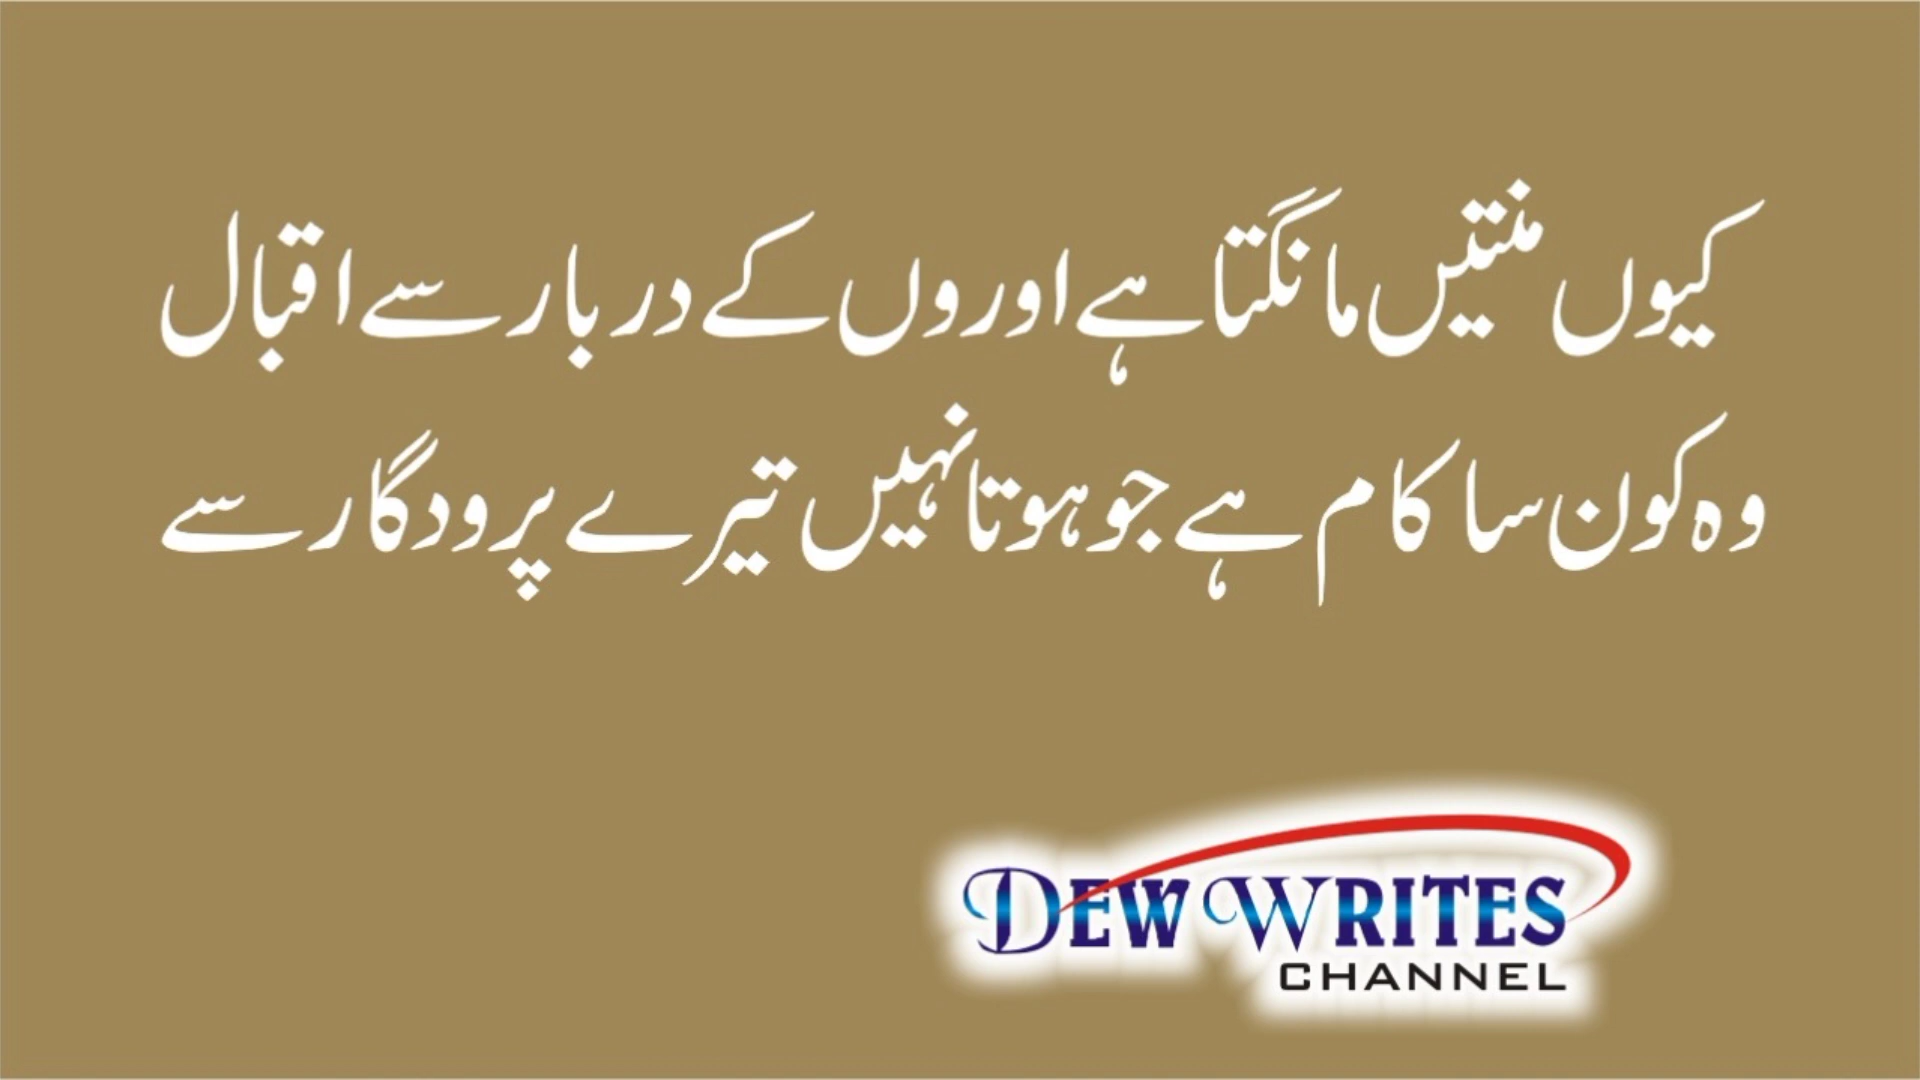 کیوں منتیں مانگتا ہے اوروں کے دربار سے اقبال
وہ کون سا کام ہے جو ہوتا نہیں تیرے پرودگار سے
DEW WRITES
CHANNEL